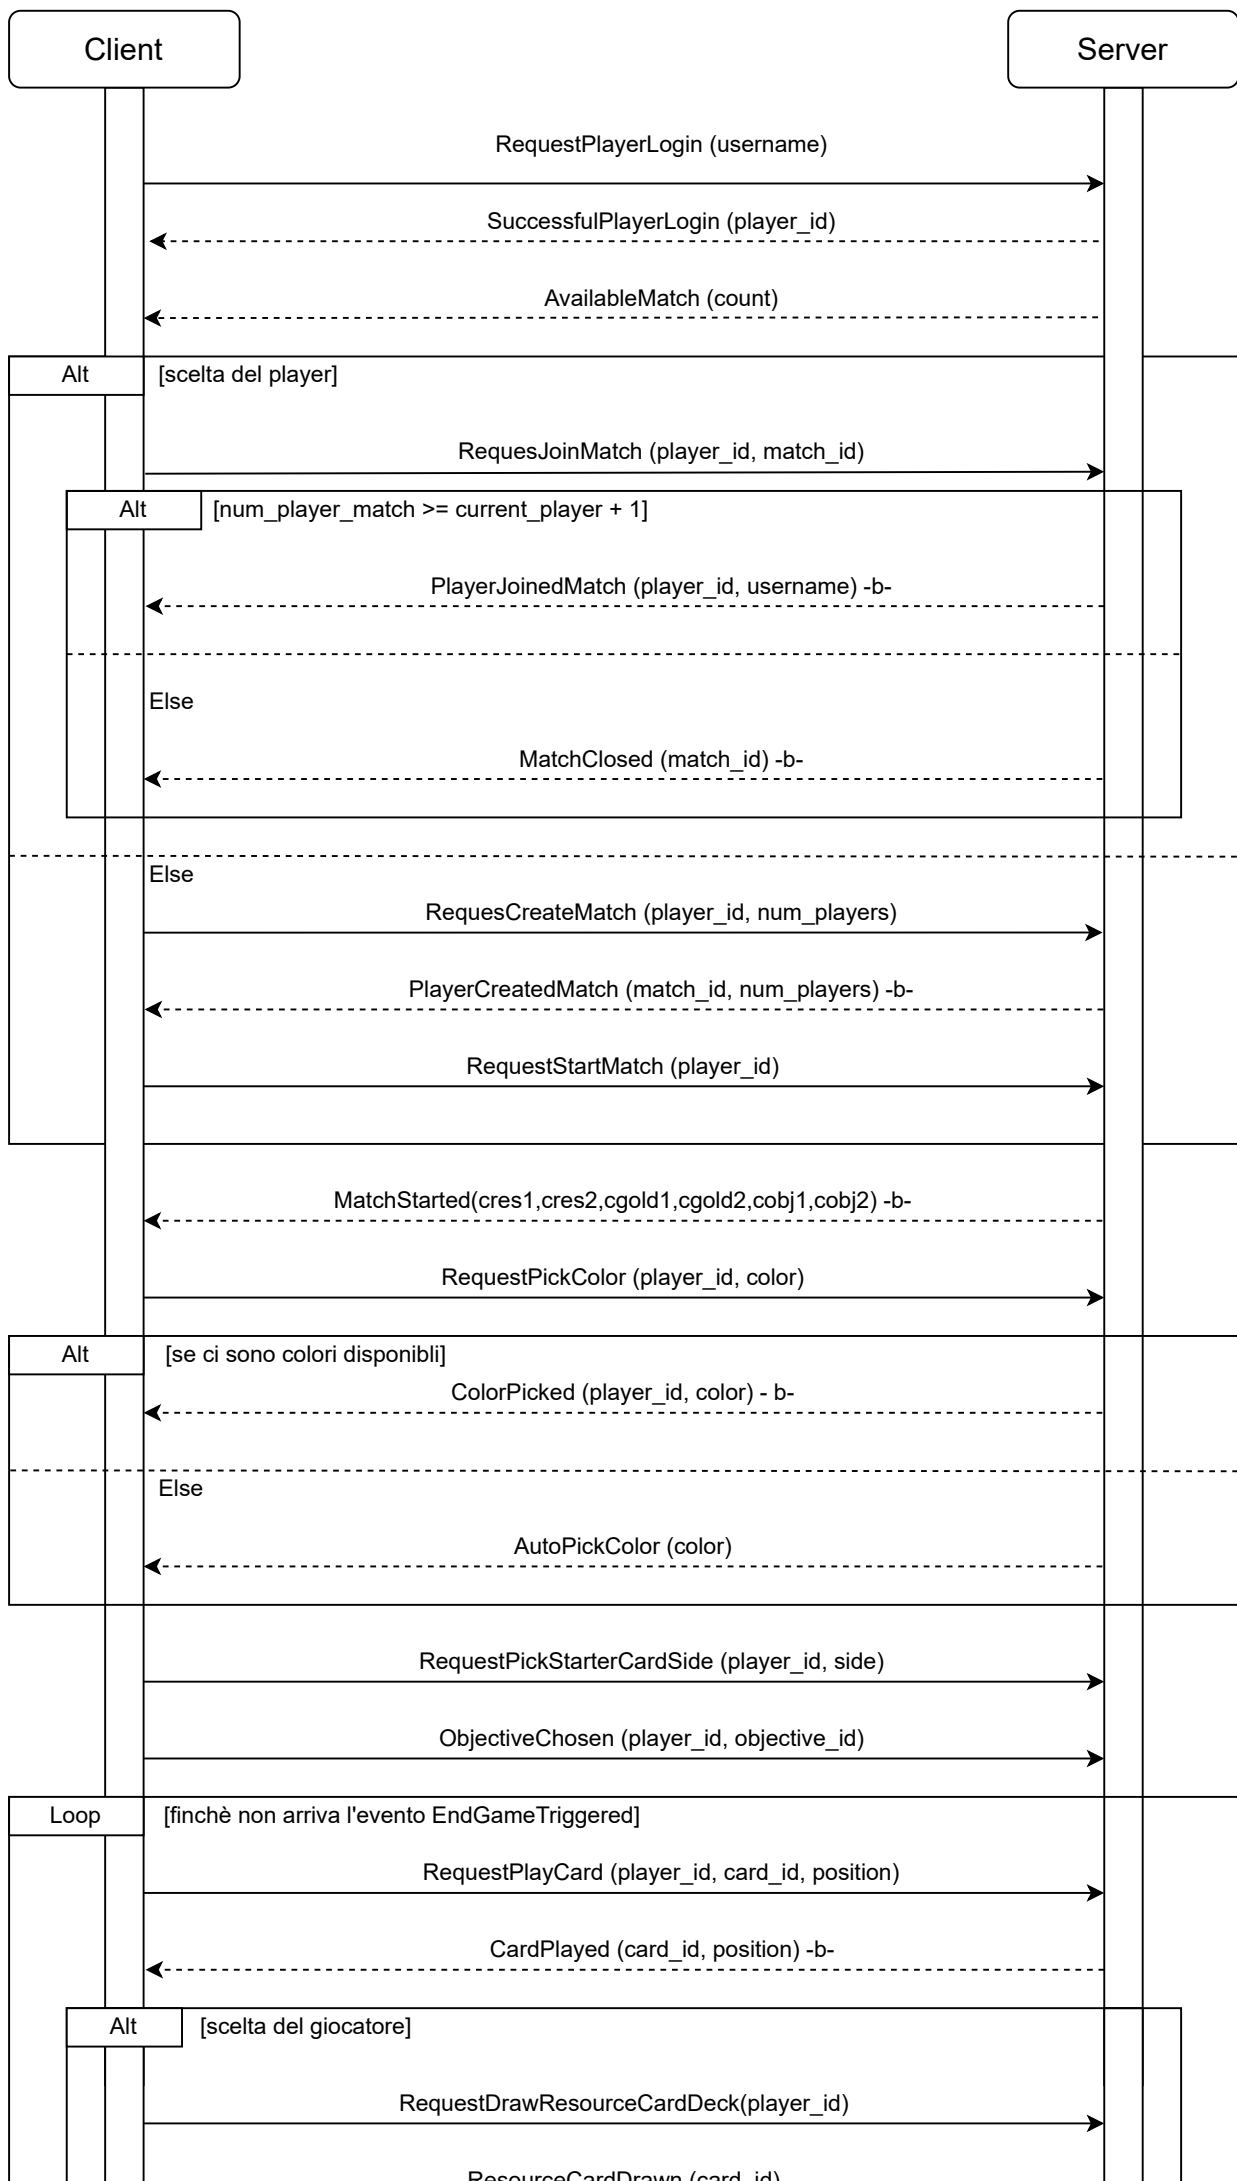 Client
Server
RequestPlayerLogin (username)
SuccessfulPlayerLogin (player_id)
AvailableMatch (count)
Alt
[scelta del player]
RequesJoinMatch (player_id, match_id)
Alt
[num_player_match >= current_player + 1]
PlayerJoinedMatch (player_id, username) -b-
Else
MatchClosed (match_id) -b-
Else
RequesCreateMatch (player_id, num_players)
PlayerCreatedMatch (match_id, num_players) -b-
RequestStartMatch (player_id)
MatchStarted(cres1,cres2,cgold1,cgold2,cobj1,cobj2) -b-
RequestPickColor (player_id, color)
Alt
[se ci sono colori disponibli]
ColorPicked (player_id, color) - b-
Else
AutoPickColor (color)
RequestPickStarterCardSide (player_id, side)
ObjectiveChosen (player_id, objective_id)
Loop
[finchè non arriva l'evento EndGameTriggered]
RequestPlayCard (player_id, card_id, position)
CardPlayed (card_id, position) -b-
Alt
[scelta del giocatore]
RequestDrawResourceCardDeck(player_id)
ResourceCardDrawn (card_id)